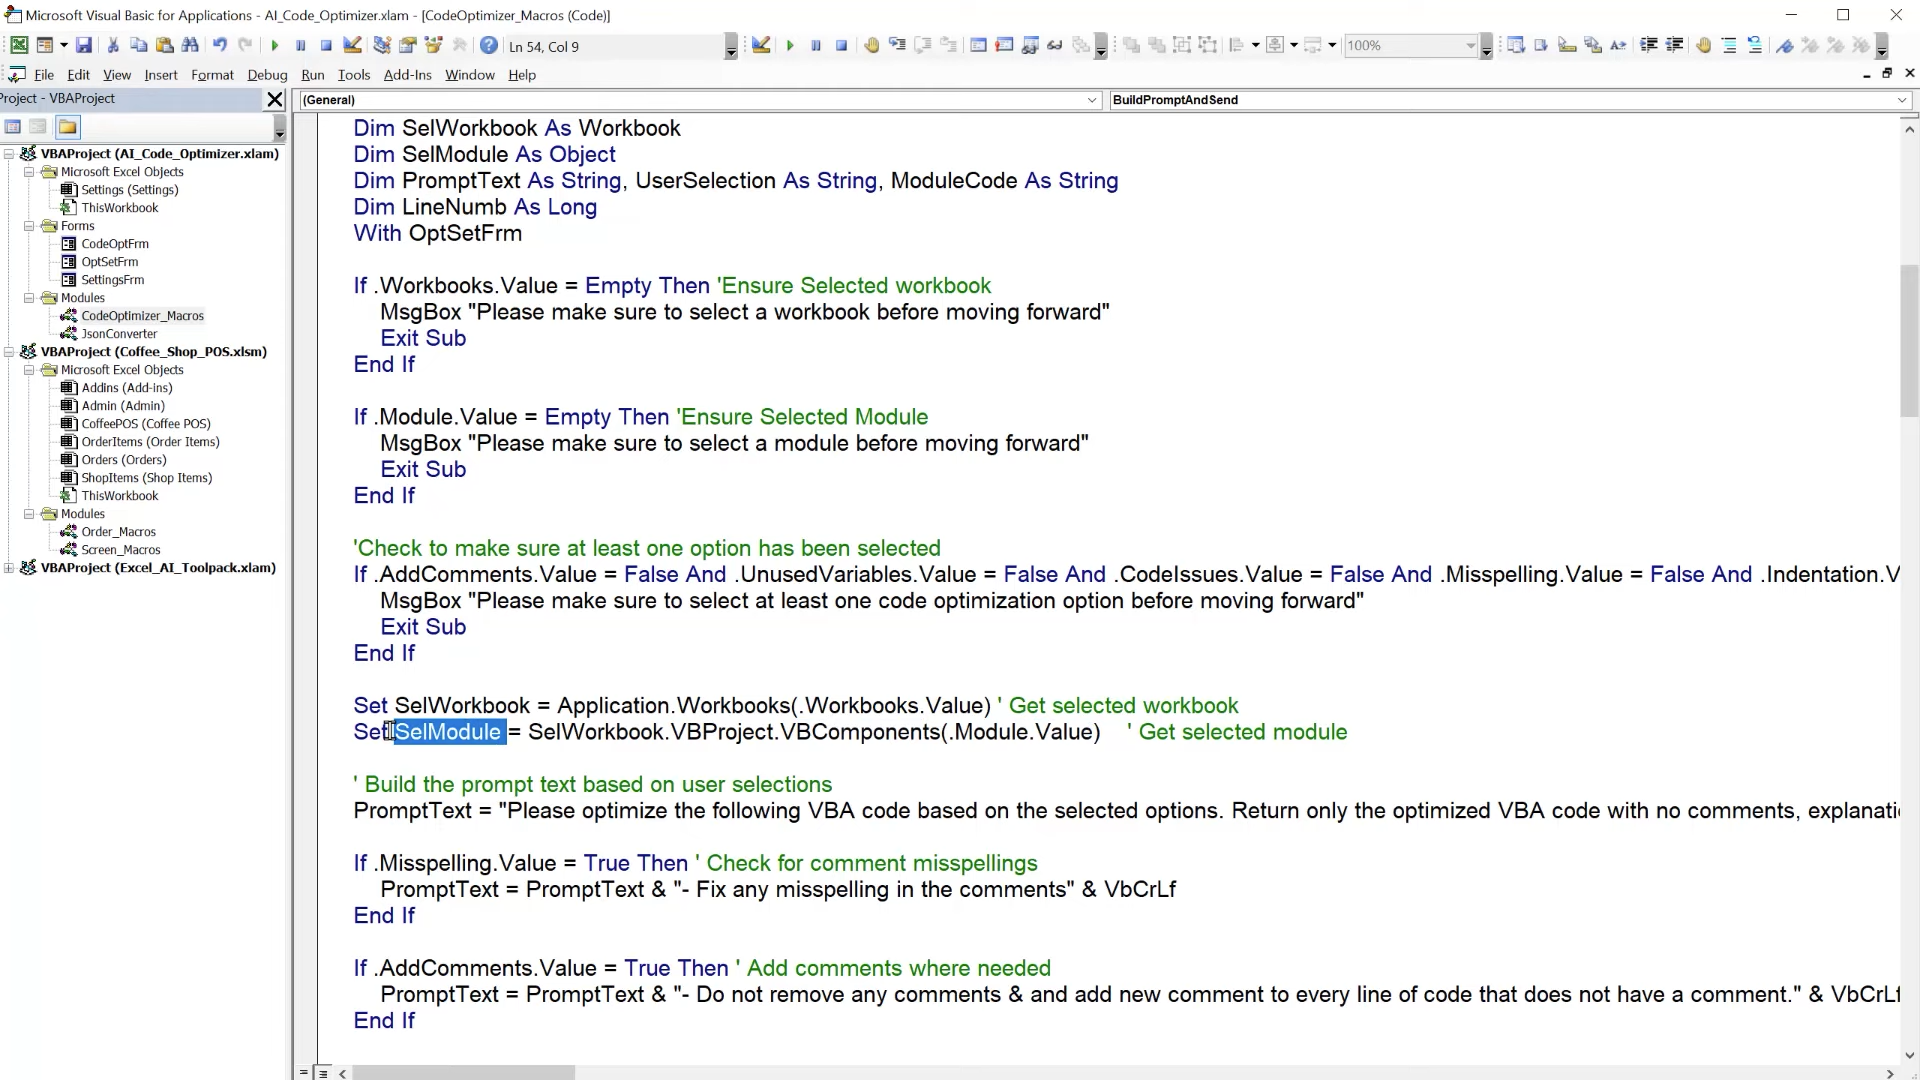 Microsoft Visual Basic for Applications - AI_Code_Optimizer.xlam - [CodeOptimizer_Macros (Code)]
Ln 54, Col 9
100%
File Edit View Insert Format Debug Run Tools Add-Ins Window Help
Project - VBAProject
(General)
BuildPromptAndSend
VBAProject (AI_Code_Optimizer.xlam)
Microsoft Excel Objects
Settings (Settings)
ThisWorkbook
Forms
CodeOptFrm
OptSetFrm
SettingsFrm
Modules
CodeOptimizer_Macros
JsonConverter
VBAProject (Coffee_Shop_POS.xlsm)
Microsoft Excel Objects
Addins (Add-ins)
Admin (Admin)
CoffeePOS (Coffee POS)
OrderItems (Order Items)
Orders (Orders)
ShopItems (Shop Items)
ThisWorkbook
Modules
Order_Macros
Screen_Macros
VBAProject (Excel_AI_Toolpack.xlam)
Dim SelWorkbook As Workbook
Dim SelModule As Object
Dim PromptText As String, UserSelection As String, ModuleCode As String
Dim LineNumb As Long
With OptSetFrm
If .Workbooks.Value = Empty Then 'Ensure Selected workbook
MsgBox "Please make sure to select a workbook before moving forward"
Exit Sub
End If
If .Module.Value = Empty Then 'Ensure Selected Module
MsgBox "Please make sure to select a module before moving forward"
Exit Sub
End If
'Check to make sure at least one option has been selected
If .AddComments.Value = False And .UnusedVariables.Value = False And .CodeIssues.Value = False And .Misspelling.Value = False And .Indentation.V
MsgBox "Please make sure to select at least one code optimization option before moving forward"
Exit Sub
End If
Set SelWorkbook = Application.Workbooks(.Workbooks.Value) ' Get selected workbook
Set SelModule = SelWorkbook.VBProject.VBComponents(.Module.Value) ' Get selected module
' Build the prompt text based on user selections
PromptText = "Please optimize the following VBA code based on the selected options. Return only the optimized VBA code with no comments, explanati
If .Misspelling.Value = True Then ' Check for comment misspellings
PromptText = PromptText & "- Fix any misspelling in the comments" & VbCrLf
End If
If .AddComments.Value = True Then ' Add comments where needed
PromptText = PromptText & "- Do not remove any comments & and add new comment to every line of code that does not have a comment." & VbCrLf
End If